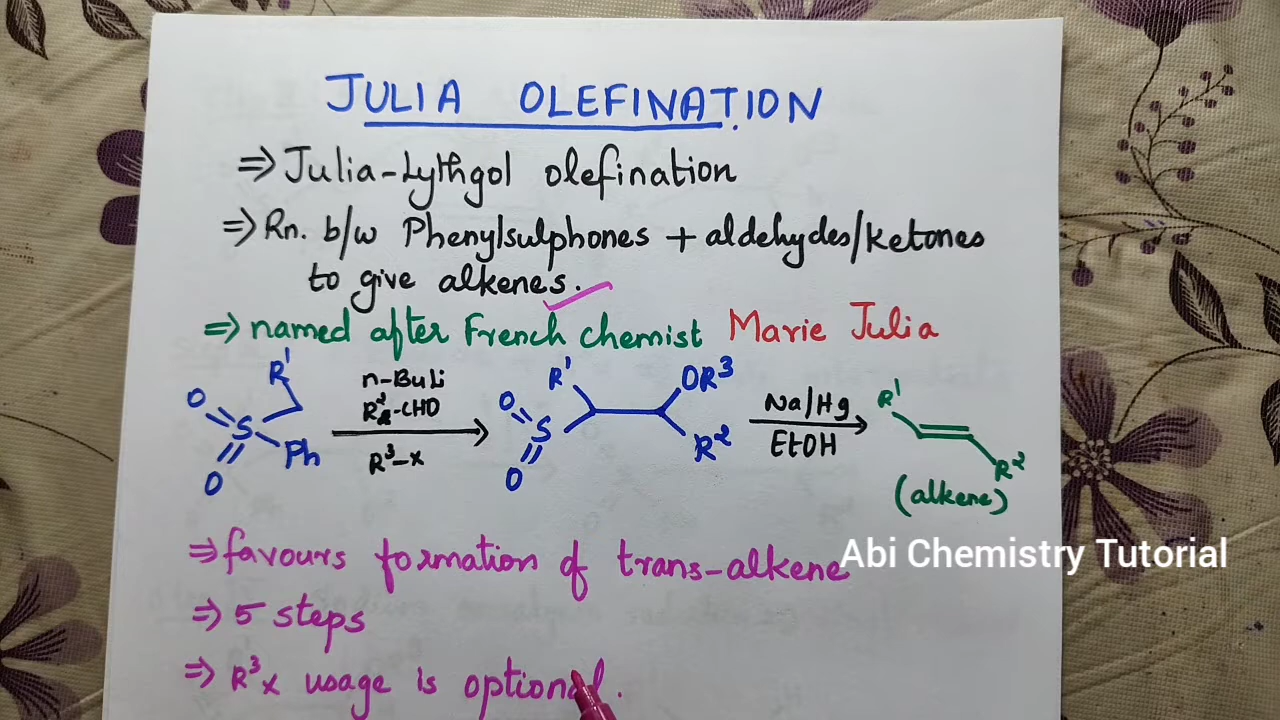 JULIA OLEFINATION
⇒ Julia-Lythgol olefination
⇒ Rn. b/w Phenylsulphones + aldehydes/ketones
to give alkenes.
⇒ named after French chemist Marie Julia
R¹ O S O Ph
n-BuLi
R²-CHO
R³-x
R¹ OR³ O S O R²
Na/Hg
EtOH
R¹ R²
(alkene)
⇒ favours formation of trans-alkene
Abi Chemistry Tutorial
⇒ 5 steps
⇒ R³x usage is optional.